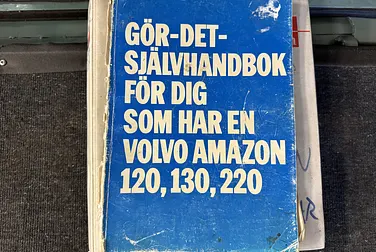 GÖR-DET-
SJÄLVHANDBOK
FÖR DIG
SOM HAR EN
VOLVO AMAZON
120, 130, 220